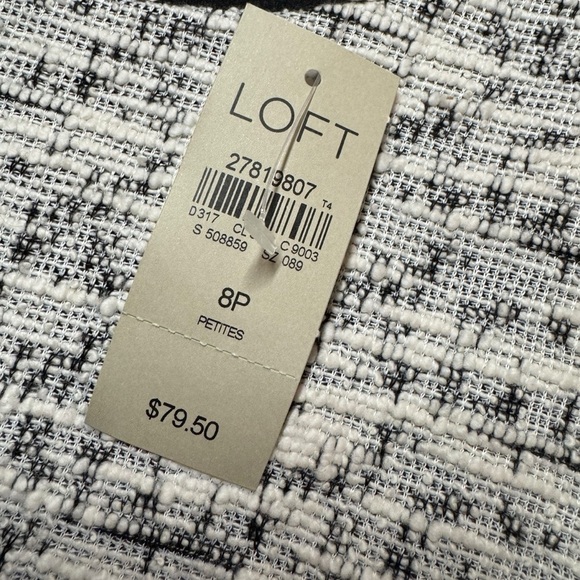 LOFT
27819807 T4
D317 C 9003
S 508859 SZ 089
8P
PETITES
$79.50